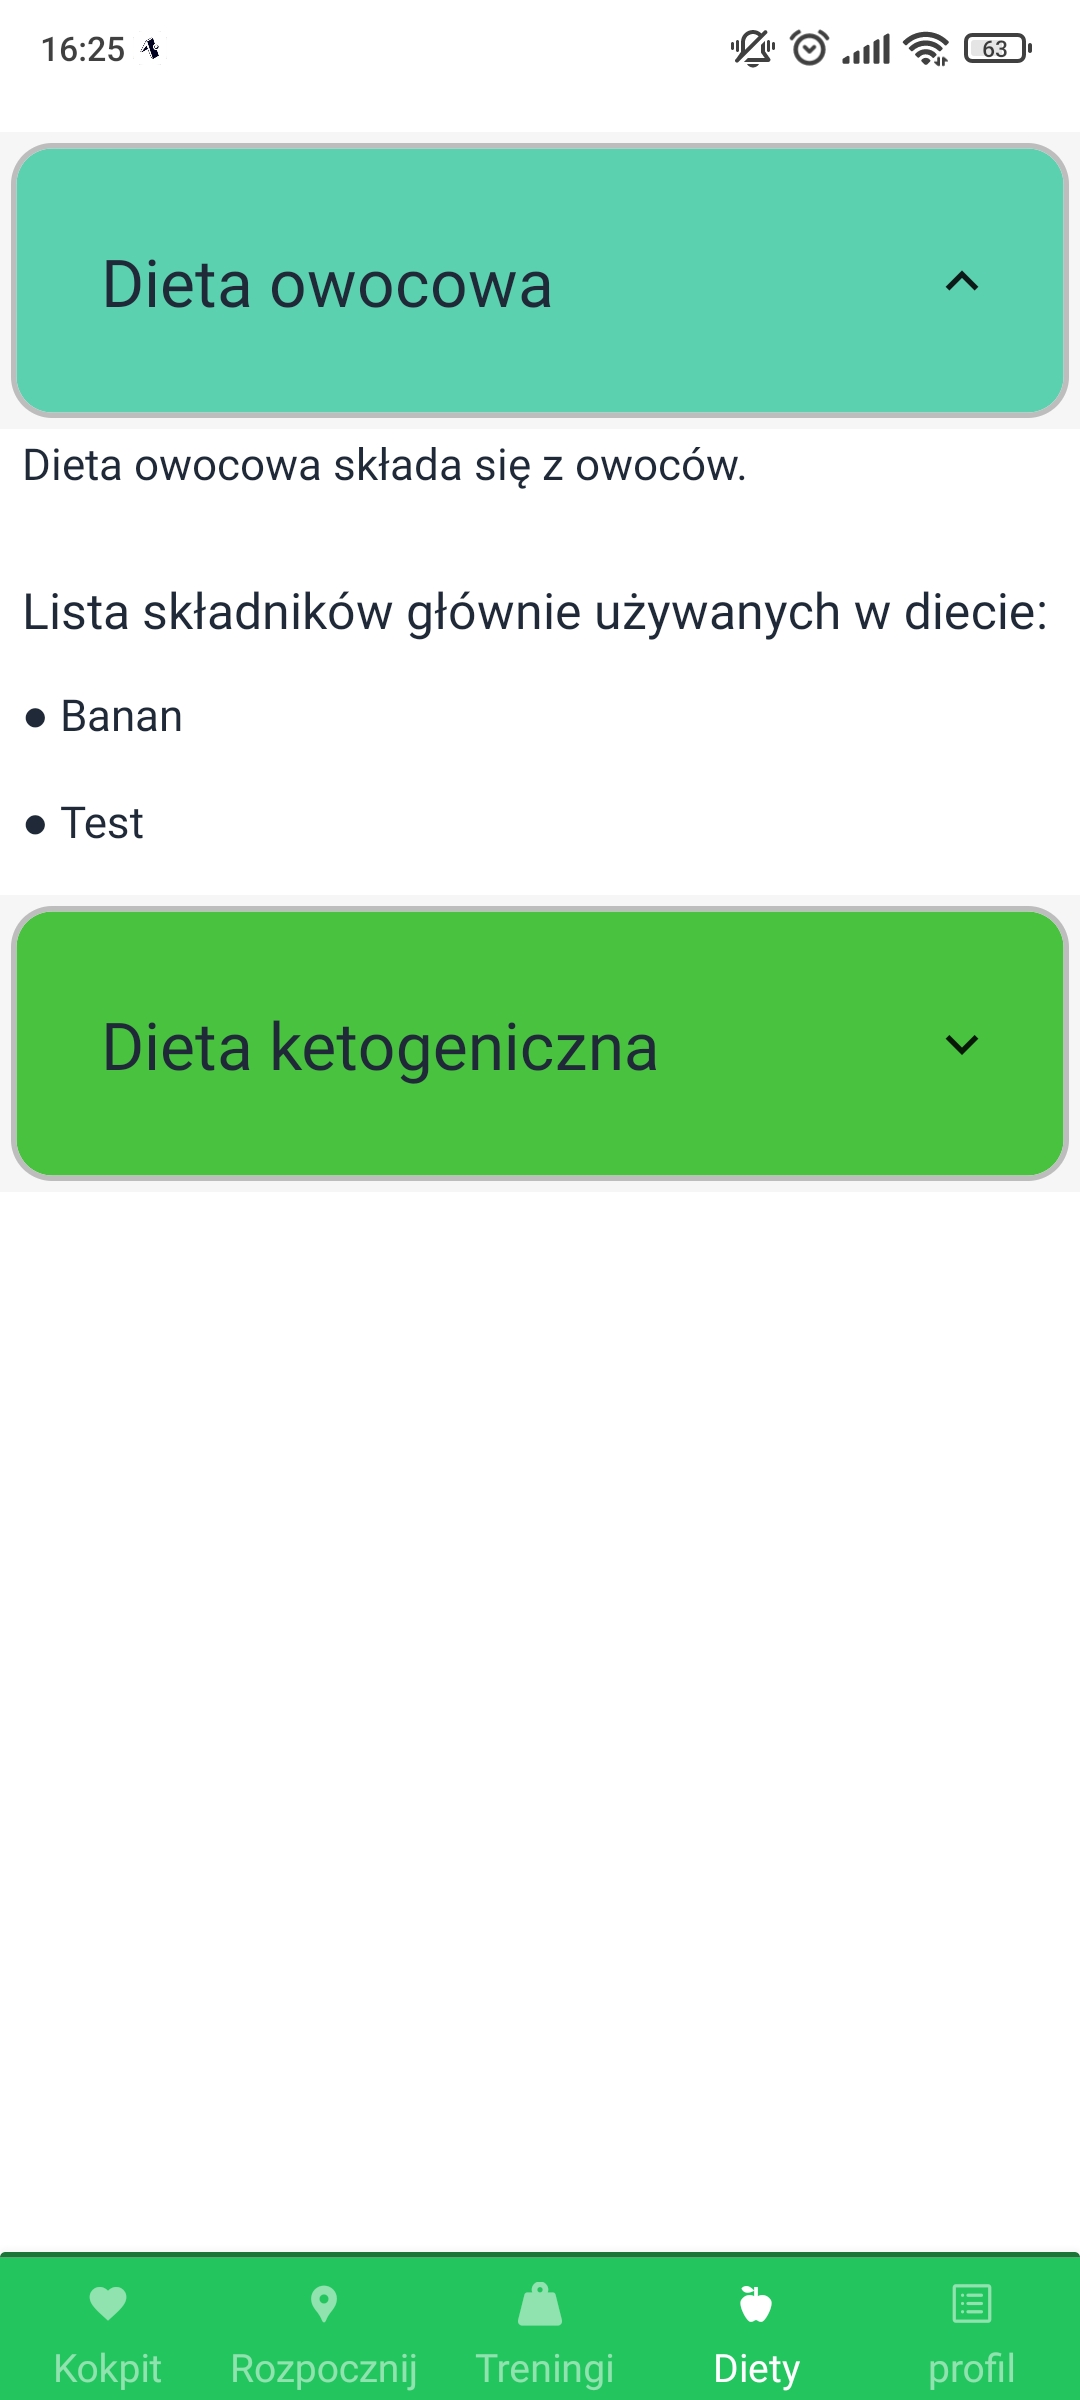 16:25
63
Dieta owocowa
Dieta owocowa składa się z owoców.
Lista składników głównie używanych w diecie:
● Banan
● Test
Dieta ketogeniczna
Kokpit Rozpocznij Treningi Diety profil